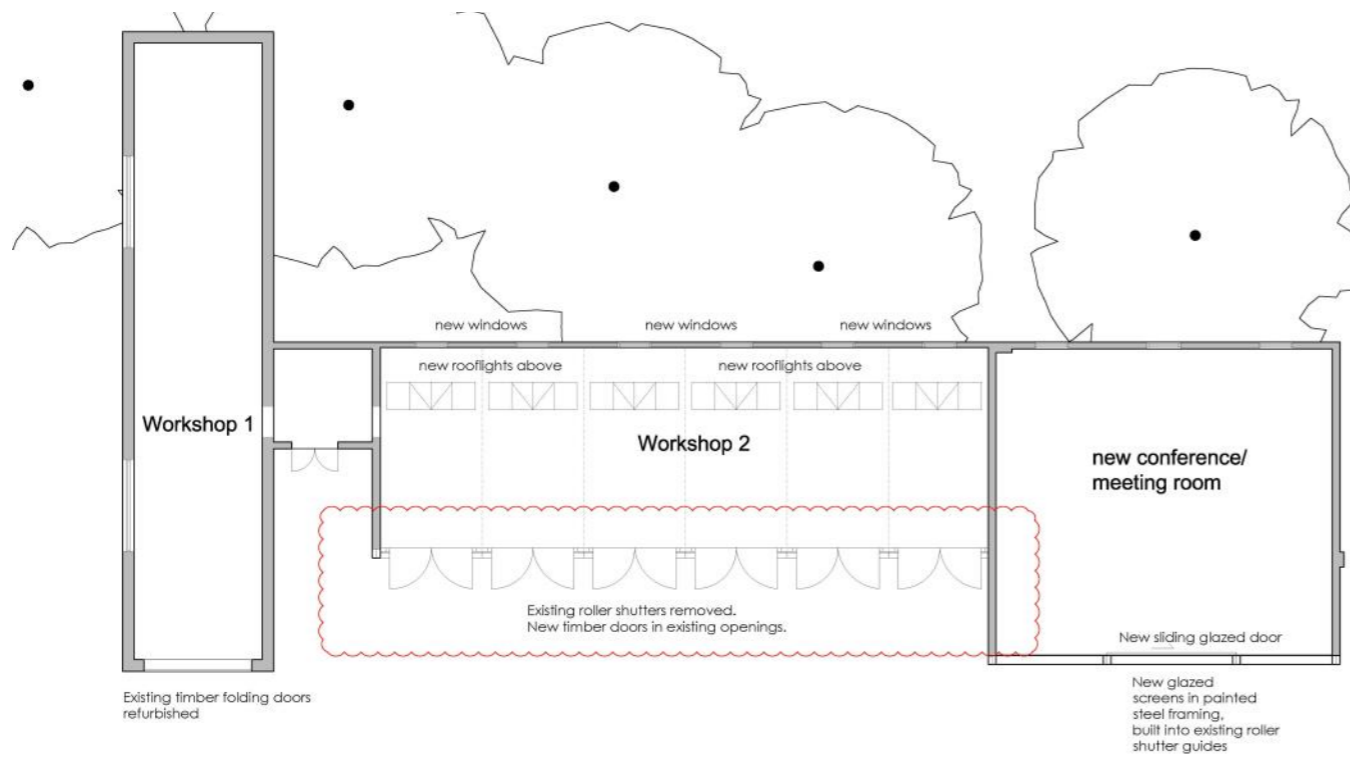 new windows
new windows
new windows
new rooflights above
new rooflights above
Workshop 1
Workshop 2
new conference/
meeting room
Existing roller shutters removed.
New timber doors in existing openings.
New sliding glazed door
Existing timber folding doors
refurbished
New glazed
screens in painted
steel framing,
built into existing roller
shutter guides